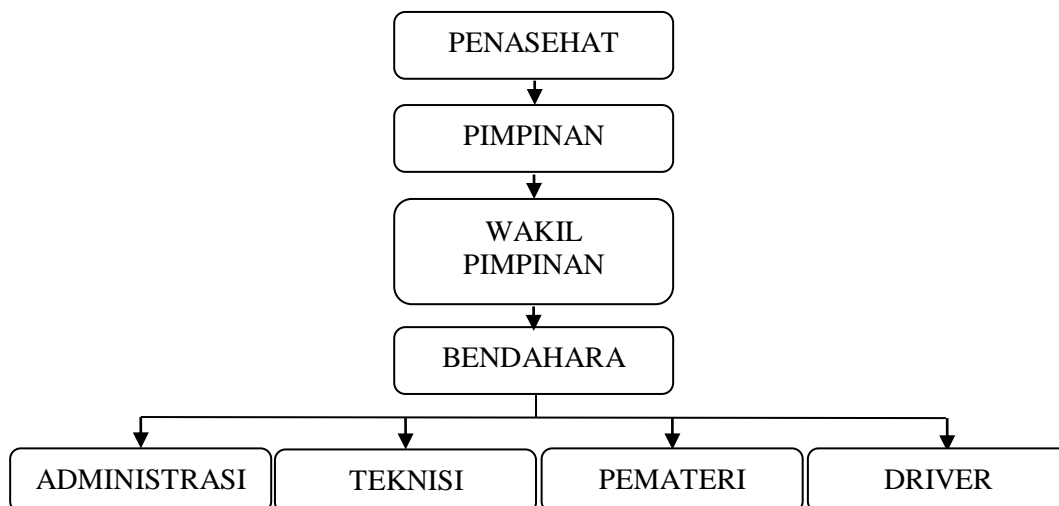 PENASEHAT
PIMPINAN
WAKIL
PIMPINAN
BENDAHARA
ADMINISTRASI
TEKNISI
PEMATERI
DRIVER